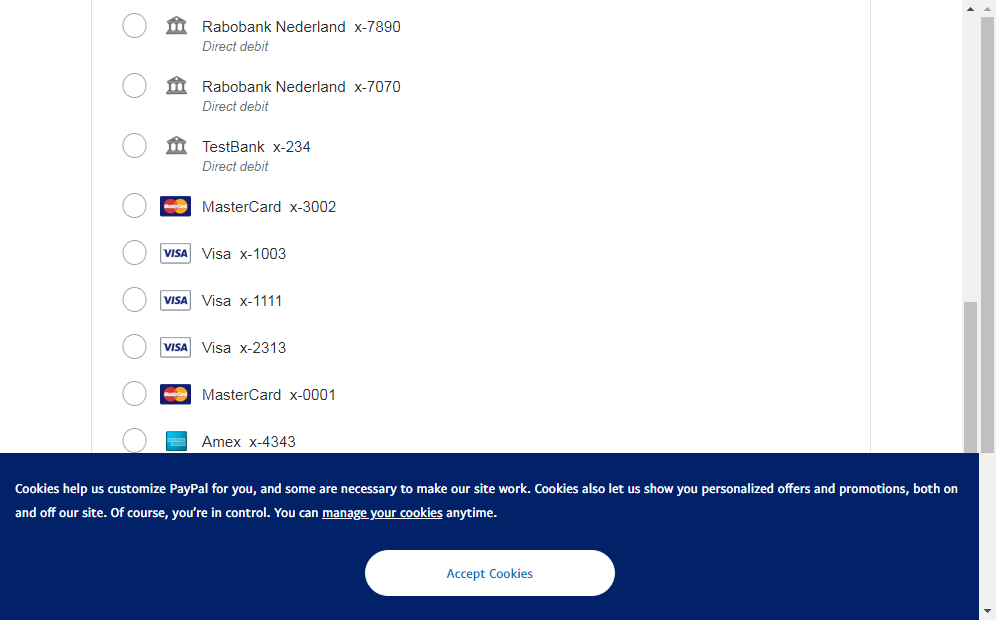 Rabobank Nederland x-7890
Direct debit
Rabobank Nederland x-7070
Direct debit
TestBank x-234
Direct debit
MasterCard MasterCard x-3002
VISA Visa x-1003
VISA Visa x-1111
VISA Visa x-2313
MasterCard MasterCard x-0001
Amex x-4343
Cookies help us customize PayPal for you, and some are necessary to make our site work. Cookies also let us show you personalized offers and promotions, both on
and off our site. Of course, you’re in control. You can manage your cookies anytime.
Accept Cookies